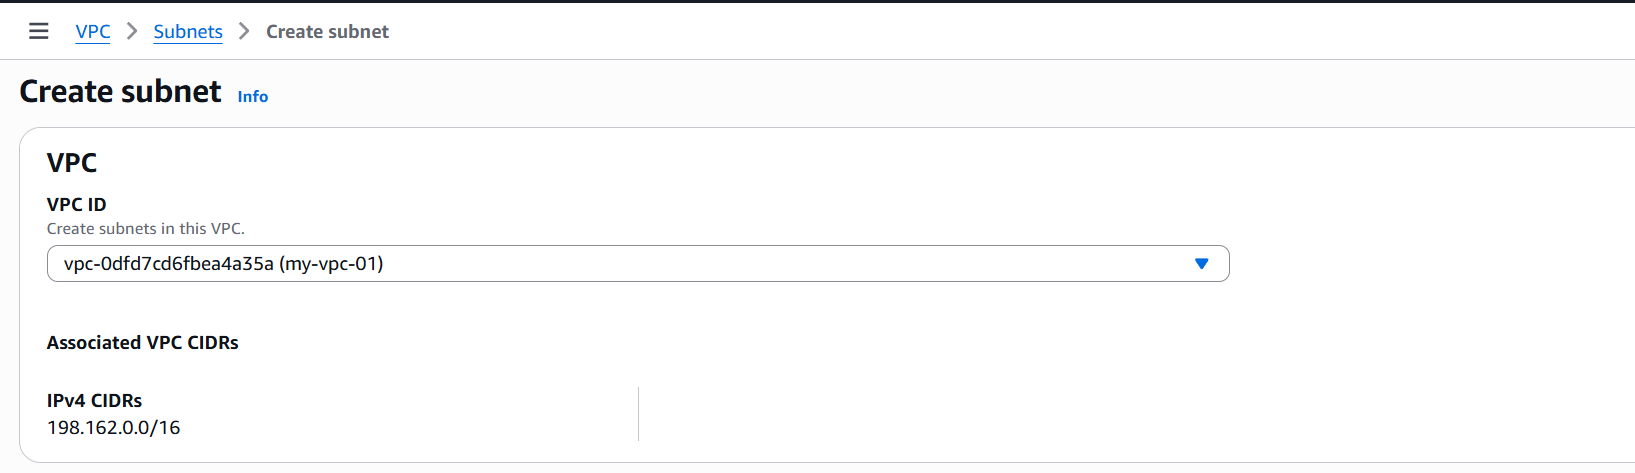 VPC > Subnets > Create subnet
Create subnet Info
VPC
VPC ID
Create subnets in this VPC.
vpc-0dfd7cd6fbea4a35a (my-vpc-01)
Associated VPC CIDRs
IPv4 CIDRs
198.162.0.0/16